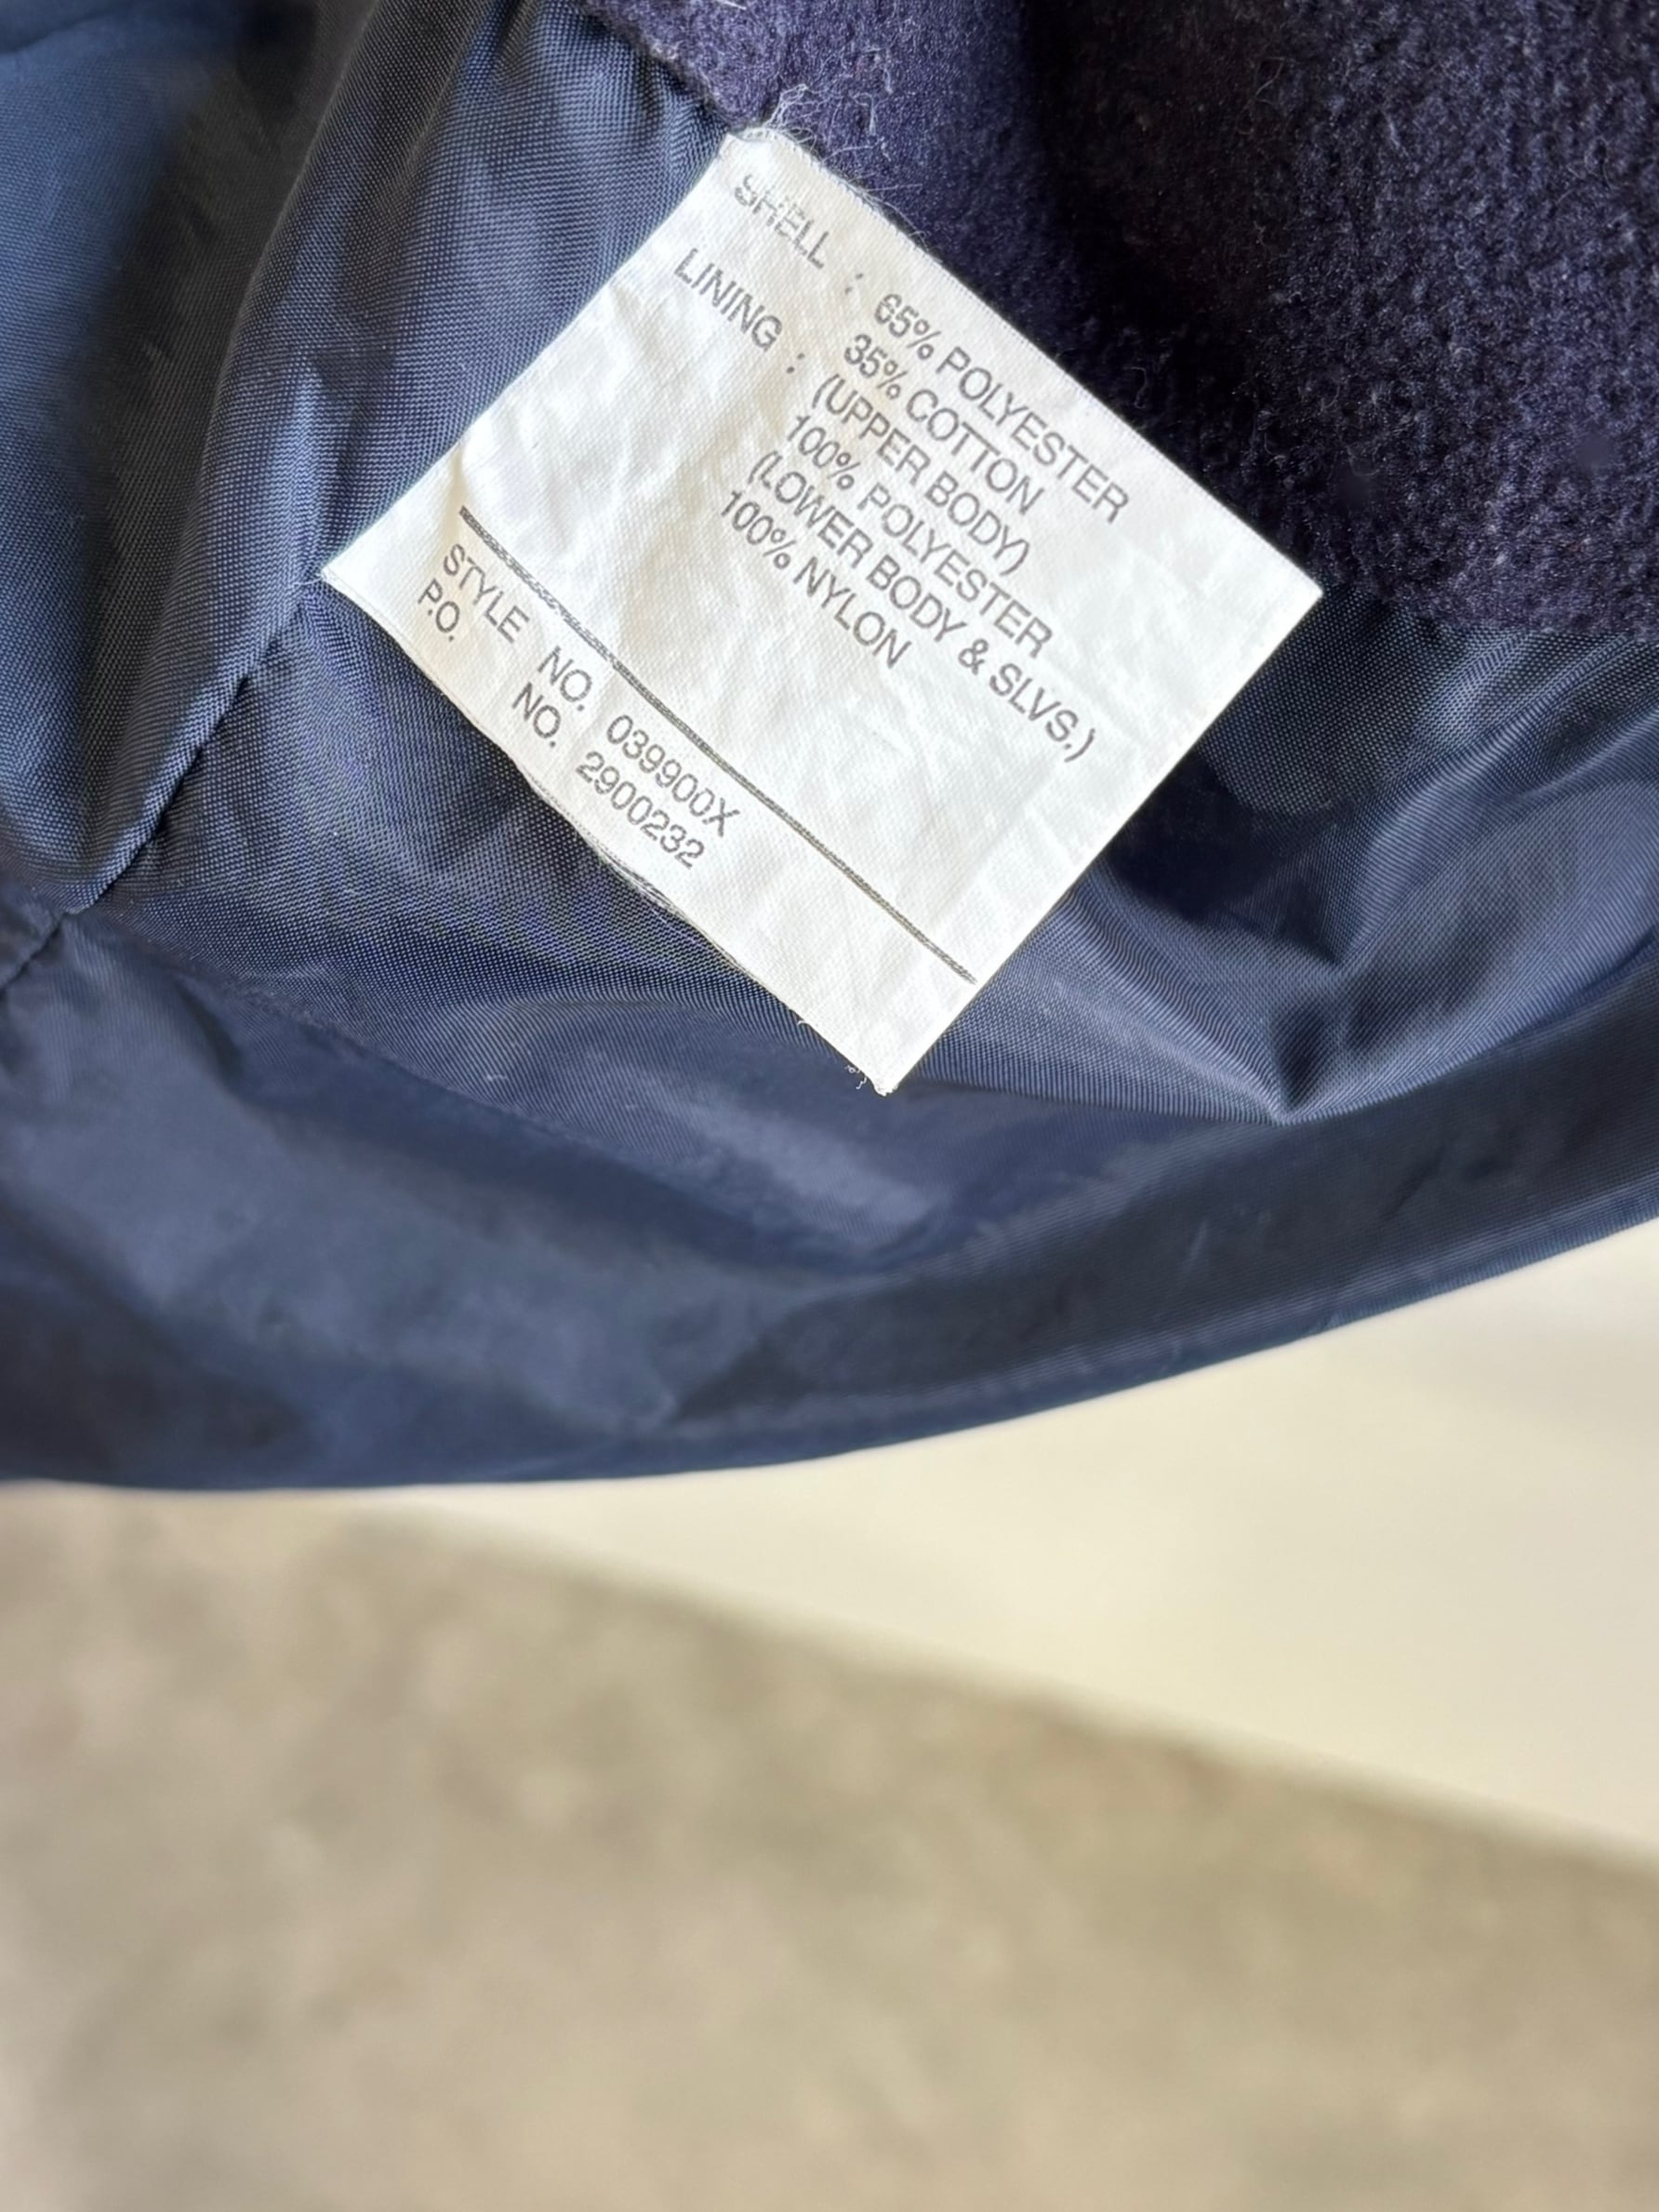 SHELL : 65% POLYESTER
35% COTTON
LINING : (UPPER BODY)
100% POLYESTER
(LOWER BODY & SLVS.)
100% NYLON
STYLE NO. 039900X
P.O. NO. 2900232